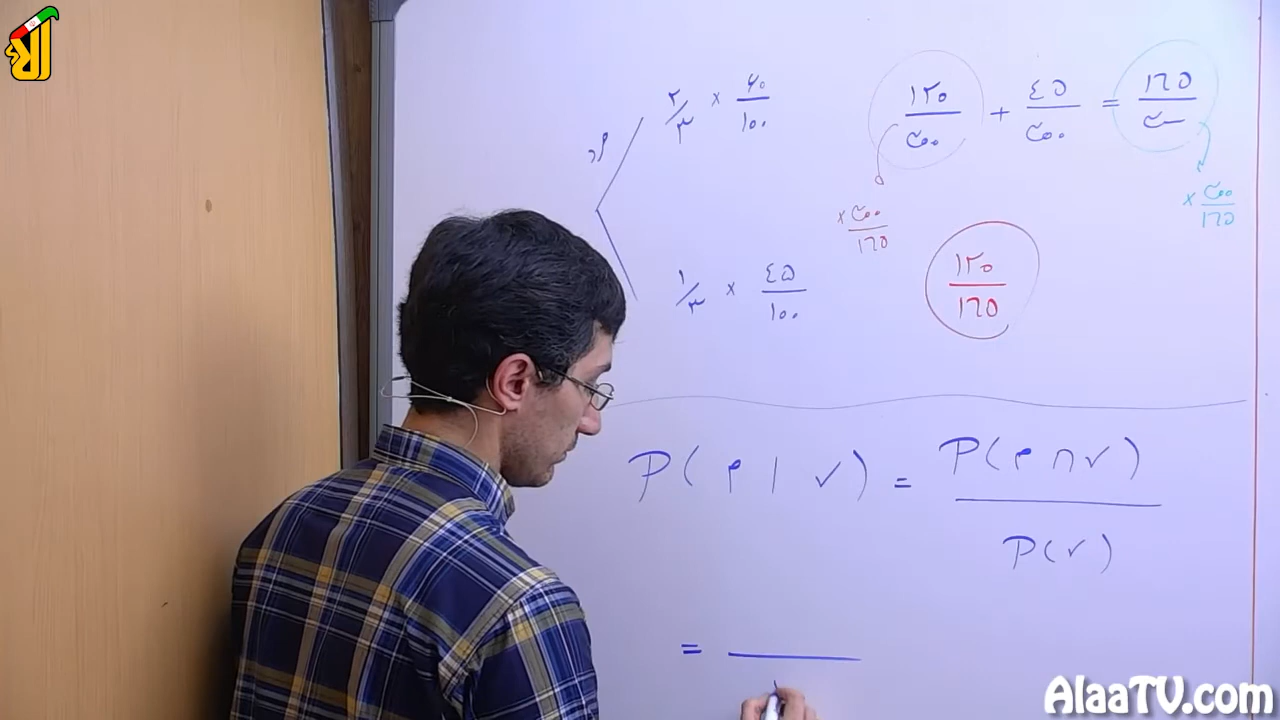 ۲/۳ × ۶۰/۱۰۰
۱۲۰/۳۰۰ + ۴۵/۳۰۰ = ۱۶۵/۳۰۰
× ۳۰۰/۱۶۵
× ۳۰۰/۱۶۵
۱/۳ × ۴۵/۱۰۰
۱۲۰/۱۶۵
P(م | ✓) = P(م ∩ ✓) / P(✓)
=
AlaaTV.com